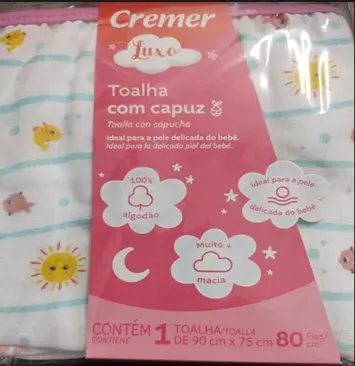 Cremer
Luxo
Toalha
com capuz
Toalla con capucha
Ideal para a pele delicada do bebê.
Ideal para la delicada piel del bebé.
100%
algodão
ideal para a pele
delicada do bebê
Muito +
macia
CONTÉM 1 TOALHA/TOALLA 80 Fios/
CONTIENE DE 90 cm x 75 cm cm²